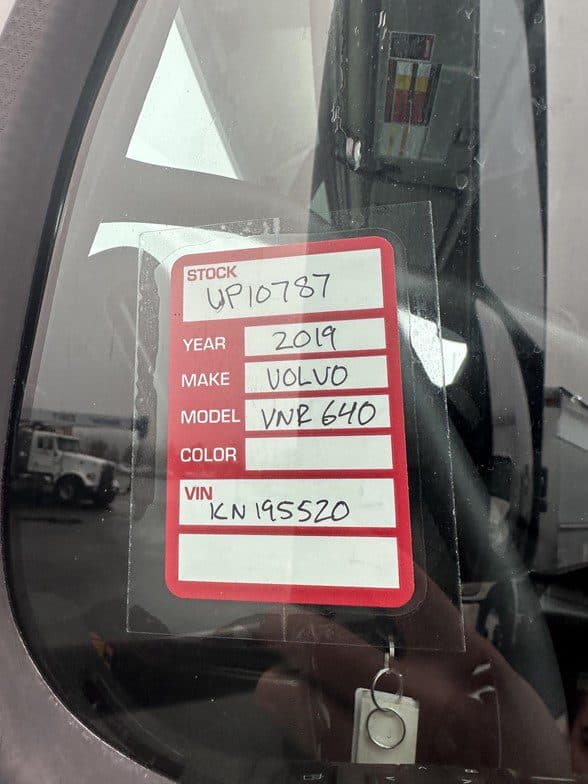 STOCK
UP10787
YEAR 2019
MAKE VOLVO
MODEL VNR 640
COLOR
VIN
KN195520